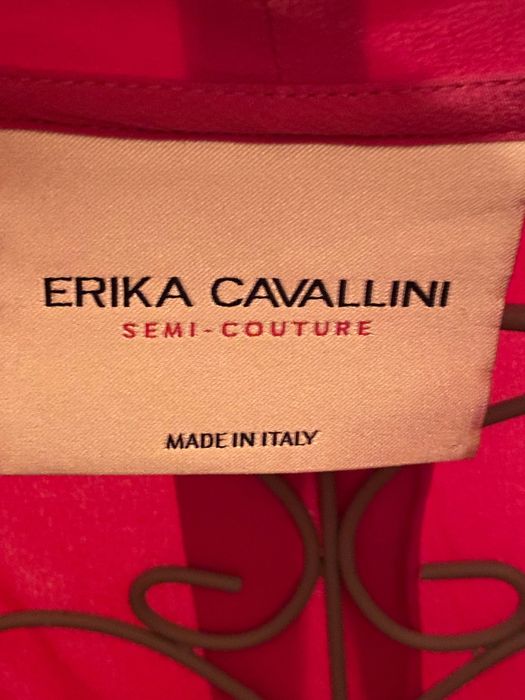 ERIKA CAVALLINI
SEMI-COUTURE
MADE IN ITALY